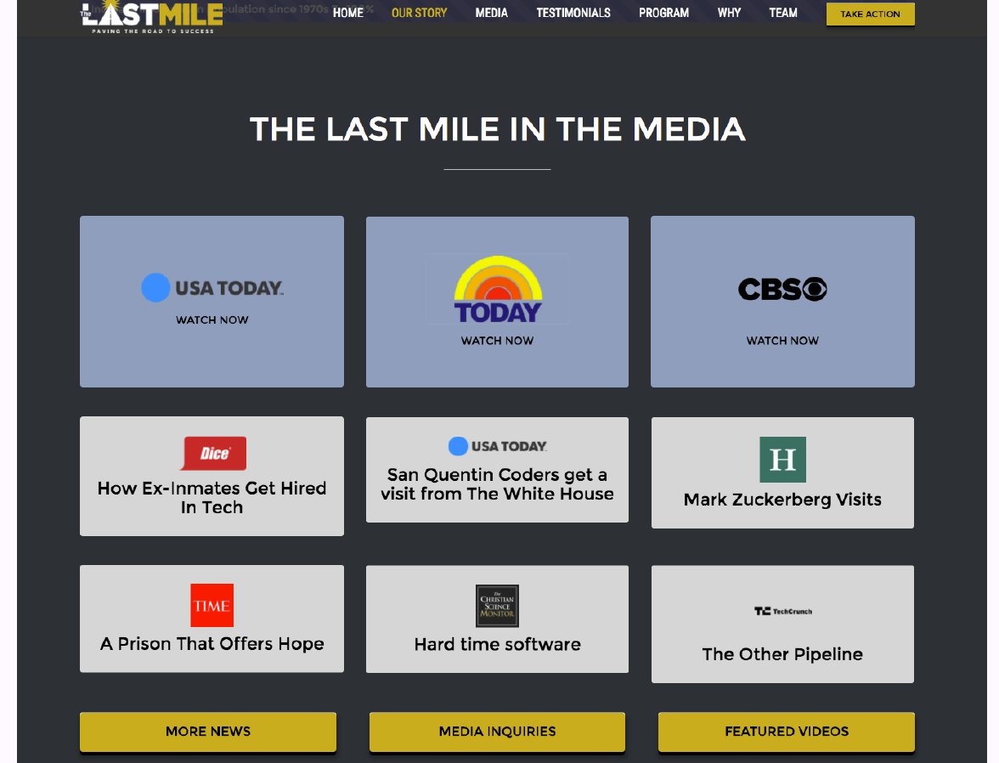 The LASTMILE
PAVING THE ROAD TO SUCCESS
population since 1970s
HOME OUR STORY MEDIA TESTIMONIALS PROGRAM WHY TEAM TAKE ACTION
THE LAST MILE IN THE MEDIA
USA TODAY
WATCH NOW
TODAY
WATCH NOW
CBS
WATCH NOW
Dice
How Ex-Inmates Get Hired
In Tech
USA TODAY
San Quentin Coders get a
visit from The White House
H
Mark Zuckerberg Visits
TIME
A Prison That Offers Hope
The
CHRISTIAN
SCIENCE
MONITOR
Hard time software
TC TechCrunch
The Other Pipeline
MORE NEWS
MEDIA INQUIRIES
FEATURED VIDEOS